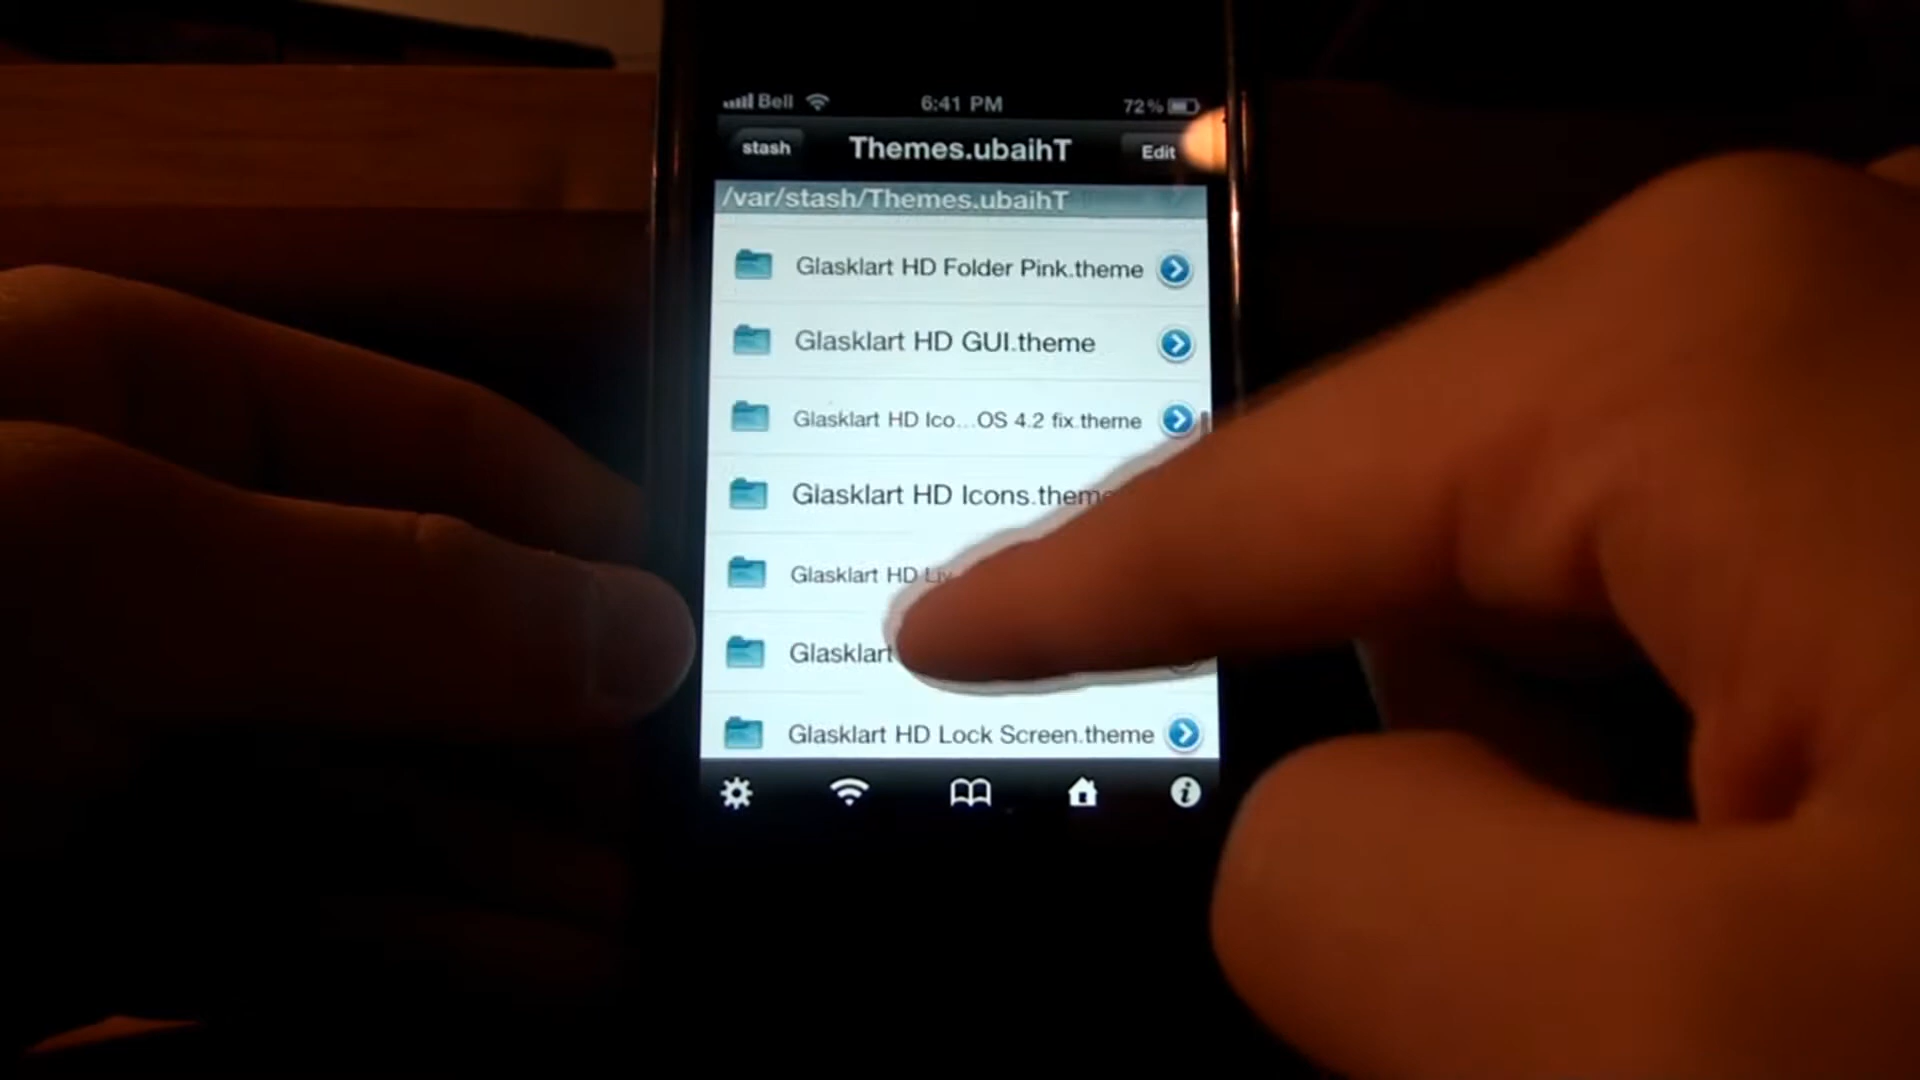 Bell 6:41 PM 72%
stash Themes.ubaihT Edit
/var/stash/Themes.ubaihT
Glasklart HD Folder Pink.theme
Glasklart HD GUI.theme
Glasklart HD Ico...OS 4.2 fix.theme
Glasklart HD Icons.theme
Glasklart HD
Glasklart
Glasklart HD Lock Screen.theme